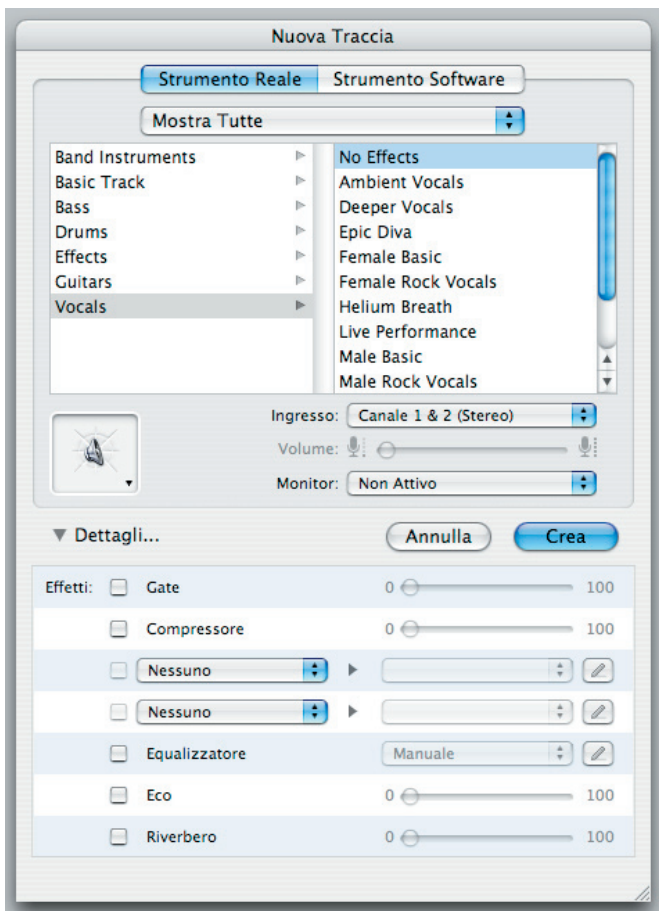 Nuova Traccia
Strumento Reale Strumento Software
Mostra Tutte
Band Instruments
Basic Track
Bass
Drums
Effects
Guitars
Vocals
No Effects
Ambient Vocals
Deeper Vocals
Epic Diva
Female Basic
Female Rock Vocals
Helium Breath
Live Performance
Male Basic
Male Rock Vocals
Ingresso: Canale 1 & 2 (Stereo)
Volume:
Monitor: Non Attivo
Dettagli... Annulla Crea
Effetti: Gate 0 100
Compressore 0 100
Nessuno
Nessuno
Equalizzatore Manuale
Eco 0 100
Riverbero 0 100